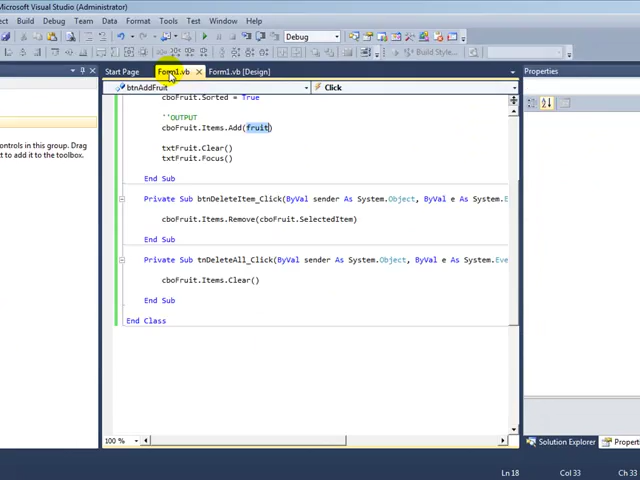 Microsoft Visual Studio (Administrator)
Build Debug Team Data Format Tools Test Window Help
Debug
Build Style...
Start Page Form1.vb Form1.vb [Design]
Properties
btnAddFruit Click
controls in this group. Drag
t to add it to the toolbox.
cboFruit.Sorted = True
''OUTPUT
cboFruit.Items.Add(fruit)
txtFruit.Clear()
txtFruit.Focus()
End Sub
Private Sub btnDeleteItem_Click(ByVal sender As System.Object, ByVal e As System.E
cboFruit.Items.Remove(cboFruit.SelectedItem)
End Sub
Private Sub tnDeleteAll_Click(ByVal sender As System.Object, ByVal e As System.Eve
cboFruit.Items.Clear()
End Sub
End Class
100 %
Solution Explorer Properti
Ln 18 Col 33 Ch 33